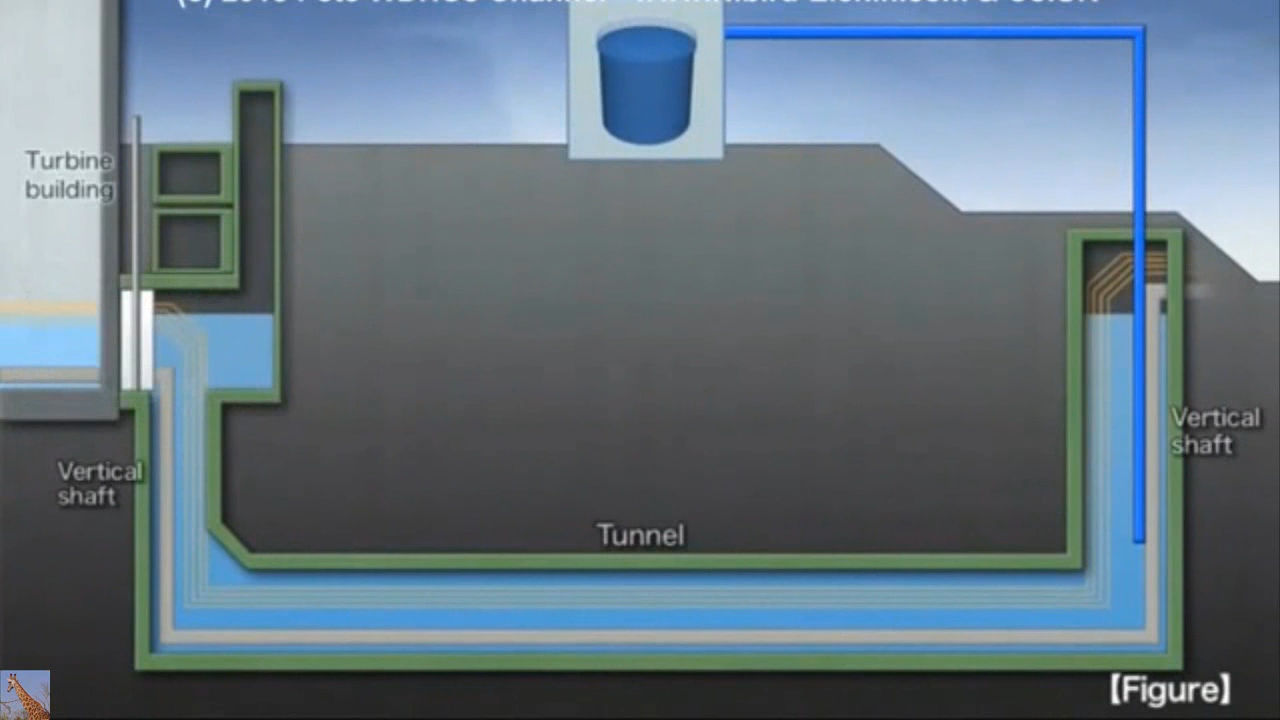 Turbine
building
Vertical
shaft
Vertical
shaft
Tunnel
【Figure】